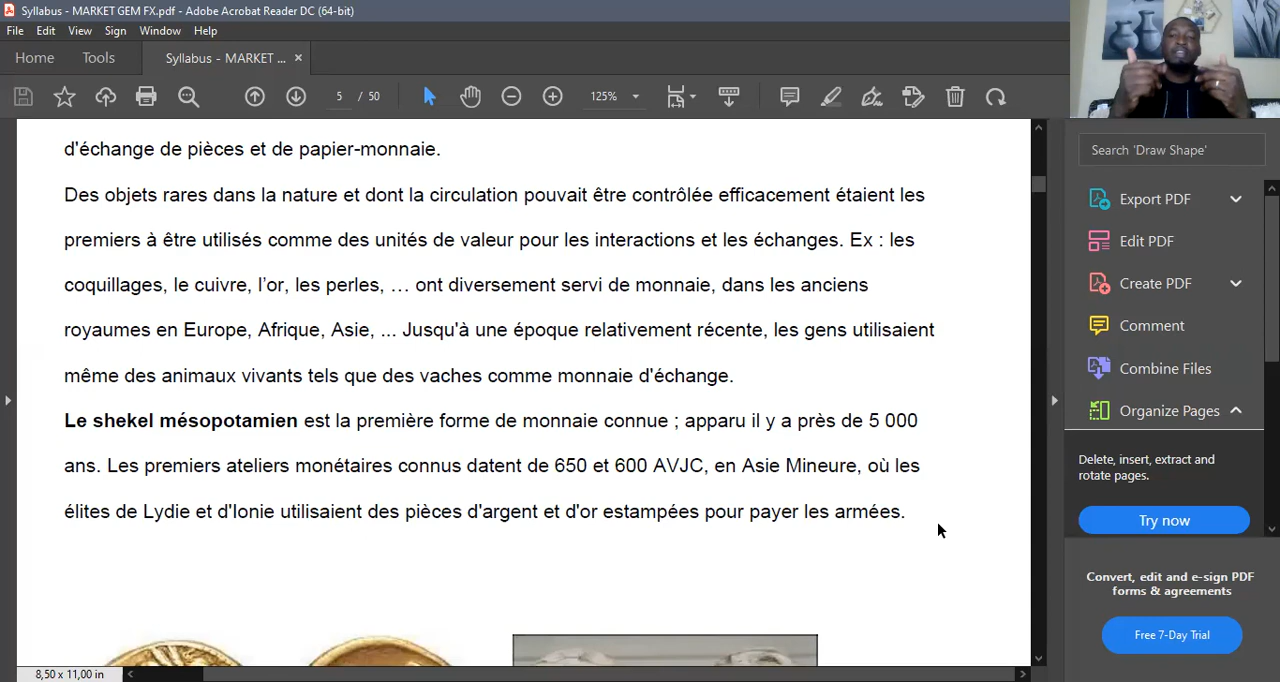 Syllabus - MARKET GEM FX.pdf - Adobe Acrobat Reader DC (64-bit)
File Edit View Sign Window Help
Home Tools Syllabus - MARKET ... ×
5 / 50 125%
Search 'Draw Shape'
Export PDF
Edit PDF
Create PDF
Comment
Combine Files
Organize Pages
Delete, insert, extract and
rotate pages.
Try now
Convert, edit and e-sign PDF
forms & agreements
Free 7-Day Trial
d'échange de pièces et de papier-monnaie.
Des objets rares dans la nature et dont la circulation pouvait être contrôlée efficacement étaient les
premiers à être utilisés comme des unités de valeur pour les interactions et les échanges. Ex : les
coquillages, le cuivre, l’or, les perles, … ont diversement servi de monnaie, dans les anciens
royaumes en Europe, Afrique, Asie, ... Jusqu'à une époque relativement récente, les gens utilisaient
même des animaux vivants tels que des vaches comme monnaie d'échange.
Le shekel mésopotamien est la première forme de monnaie connue ; apparu il y a près de 5 000
ans. Les premiers ateliers monétaires connus datent de 650 et 600 AVJC, en Asie Mineure, où les
élites de Lydie et d'Ionie utilisaient des pièces d'argent et d'or estampées pour payer les armées.
8,50 x 11,00 in